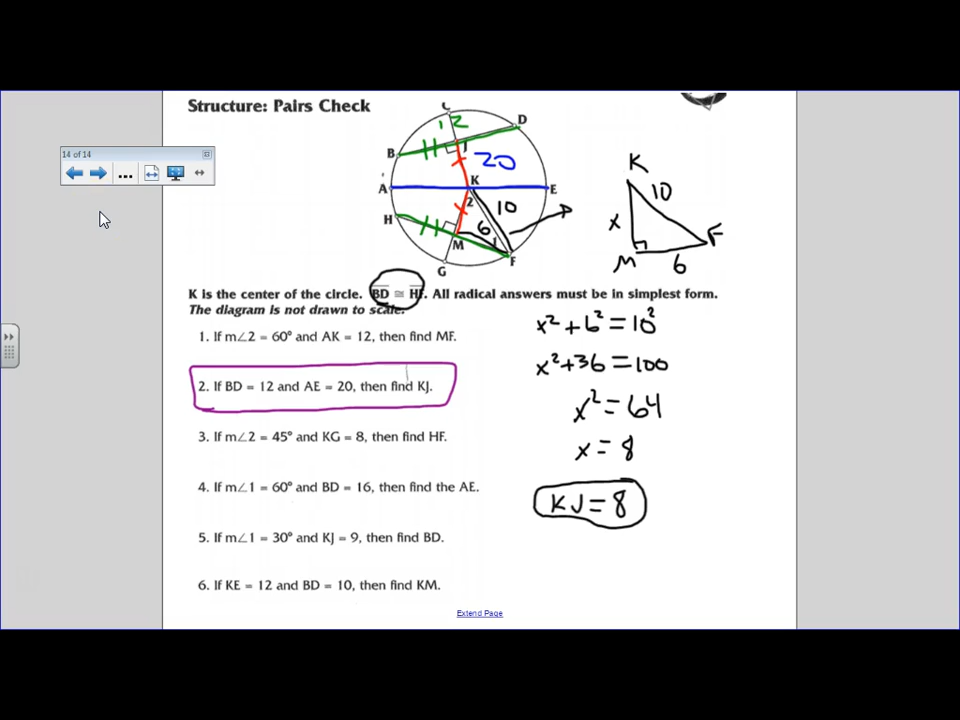 Structure: Pairs Check
14 of 14
...
C
12
D
B
1
20
K
A
E
x
2
10
H
6
1
M
F
G
K
10
x
F
M
6
K is the center of the circle. BD ≅ HF. All radical answers must be in simplest form.
The diagram is not drawn to scale.
1. If m∠2 = 60° and AK = 12, then find MF.
2. If BD = 12 and AE = 20, then find KJ.
3. If m∠2 = 45° and KG = 8, then find HF.
4. If m∠1 = 60° and BD = 16, then find the AE.
5. If m∠1 = 30° and KJ = 9, then find BD.
6. If KE = 12 and BD = 10, then find KM.
x² + 6² = 10²
x² + 36 = 100
x² = 64
x = 8
KJ = 8
Extend Page